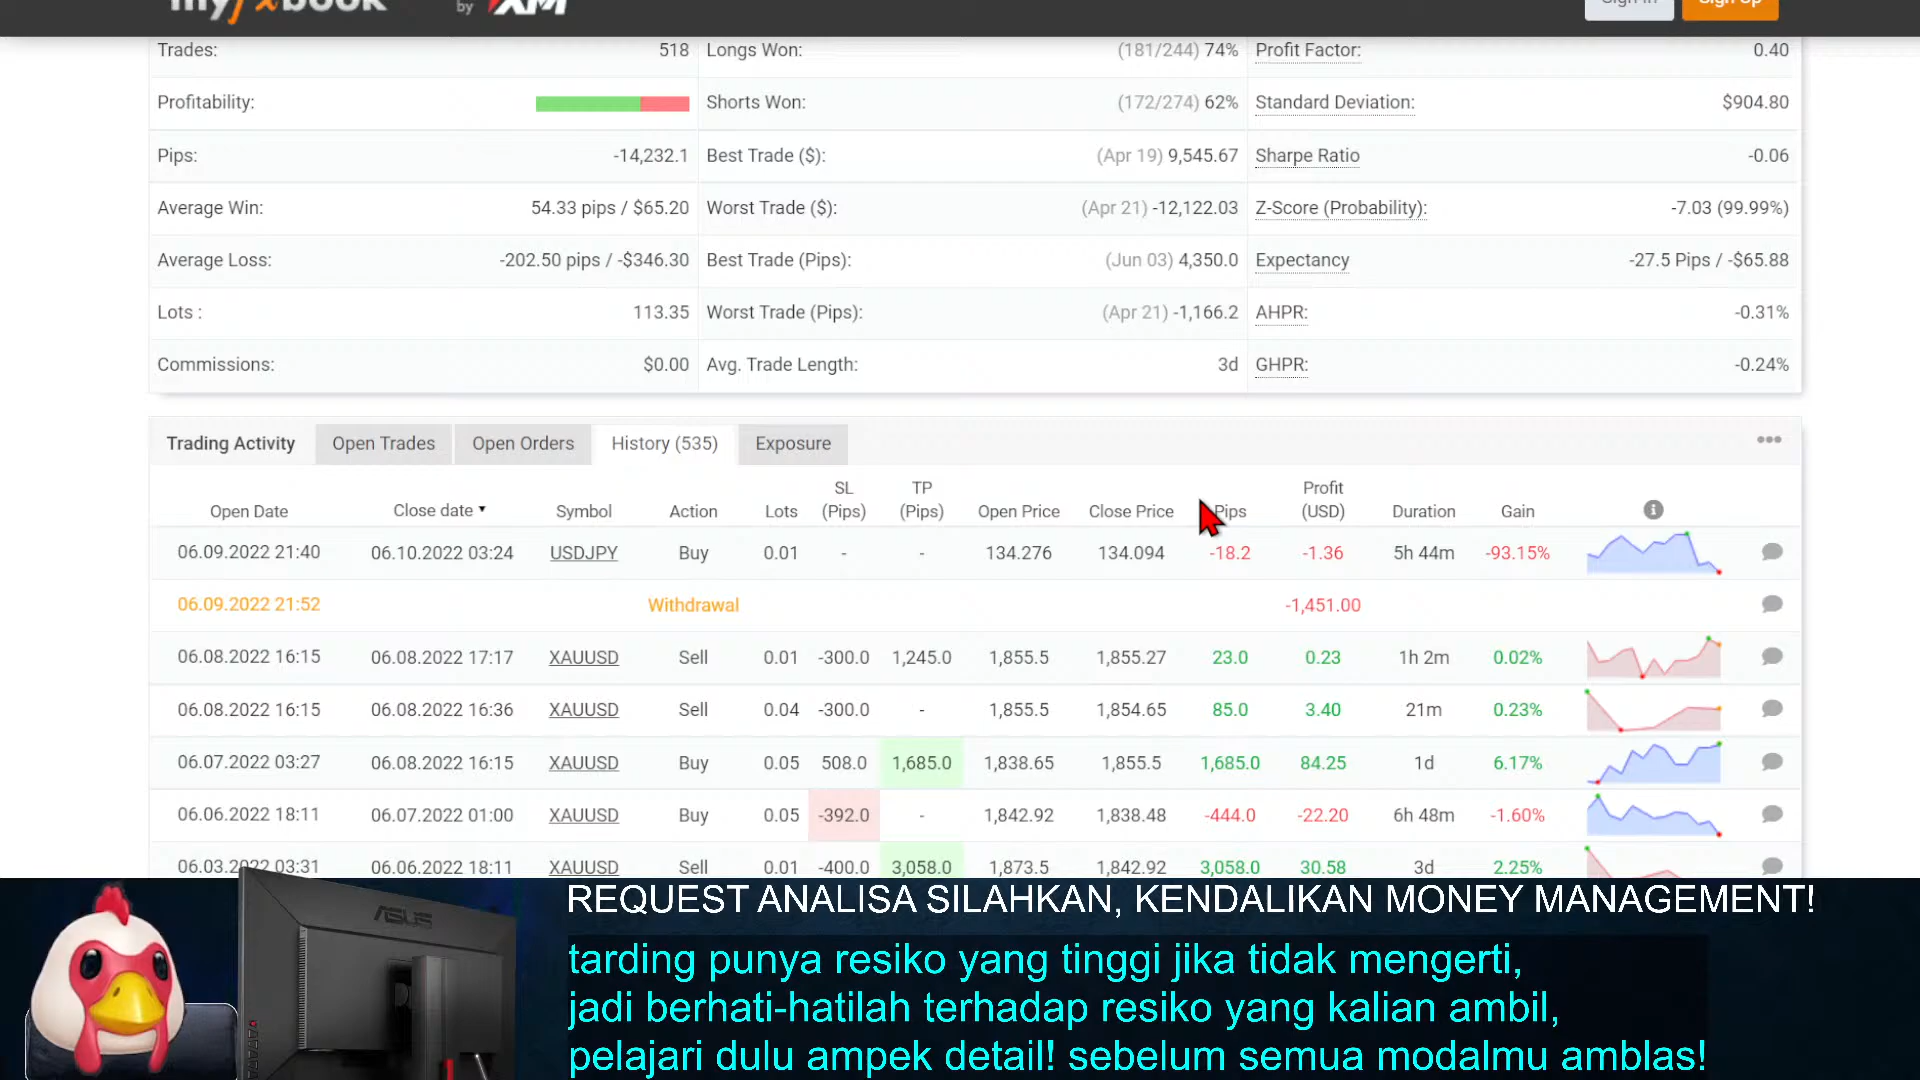 myfxbook by XM Sign In Sign Up
Trades: 518 Longs Won: (181/244) 74% Profit Factor: 0.40
Profitability: Shorts Won: (172/274) 62% Standard Deviation: $904.80
Pips: -14,232.1 Best Trade ($): (Apr 19) 9,545.67 Sharpe Ratio -0.06
Average Win: 54.33 pips / $65.20 Worst Trade ($): (Apr 21) -12,122.03 Z-Score (Probability): -7.03 (99.99%)
Average Loss: -202.50 pips / -$346.30 Best Trade (Pips): (Jun 03) 4,350.0 Expectancy -27.5 Pips / -$65.88
Lots : 113.35 Worst Trade (Pips): (Apr 21) -1,166.2 AHPR: -0.31%
Commissions: $0.00 Avg. Trade Length: 3d GHPR: -0.24%
Trading Activity Open Trades Open Orders History (535) Exposure
Open Date Close date Symbol Action Lots SL (Pips) TP (Pips) Open Price Close Price Pips Profit (USD) Duration Gain
06.09.2022 21:40 06.10.2022 03:24 USDJPY Buy 0.01 - - 134.276 134.094 -18.2 -1.36 5h 44m -93.15%
06.09.2022 21:52 Withdrawal -1,451.00
06.08.2022 16:15 06.08.2022 17:17 XAUUSD Sell 0.01 -300.0 1,245.0 1,855.5 1,855.27 23.0 0.23 1h 2m 0.02%
06.08.2022 16:15 06.08.2022 16:36 XAUUSD Sell 0.04 -300.0 - 1,855.5 1,854.65 85.0 3.40 21m 0.23%
06.07.2022 03:27 06.08.2022 16:15 XAUUSD Buy 0.05 508.0 1,685.0 1,838.65 1,855.5 1,685.0 84.25 1d 6.17%
06.06.2022 18:11 06.07.2022 01:00 XAUUSD Buy 0.05 -392.0 - 1,842.92 1,838.48 -444.0 -22.20 6h 48m -1.60%
06.03.2022 03:31 06.06.2022 18:11 XAUUSD Sell 0.01 -400.0 3,058.0 1,873.5 1,842.92 3,058.0 30.58 3d 2.25%
ASUS
REQUEST ANALISA SILAHKAN, KENDALIKAN MONEY MANAGEMENT!
tarding punya resiko yang tinggi jika tidak mengerti,
jadi berhati-hatilah terhadap resiko yang kalian ambil,
pelajari dulu ampek detail! sebelum semua modalmu amblas!